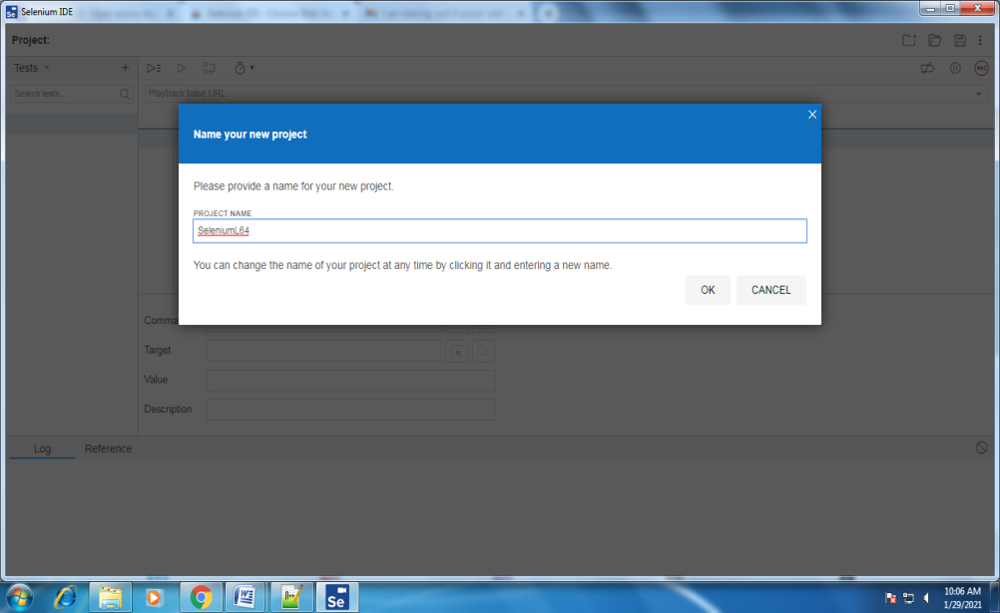 Selenium IDE
Project:
Tests
Search tests...
Playback base URL
Name your new project
Please provide a name for your new project.
PROJECT NAME
SeleniumL64
You can change the name of your project at any time by clicking it and entering a new name.
OK CANCEL
Target
Value
Description
Log Reference
REC
Se
10:06 AM
1/29/2021